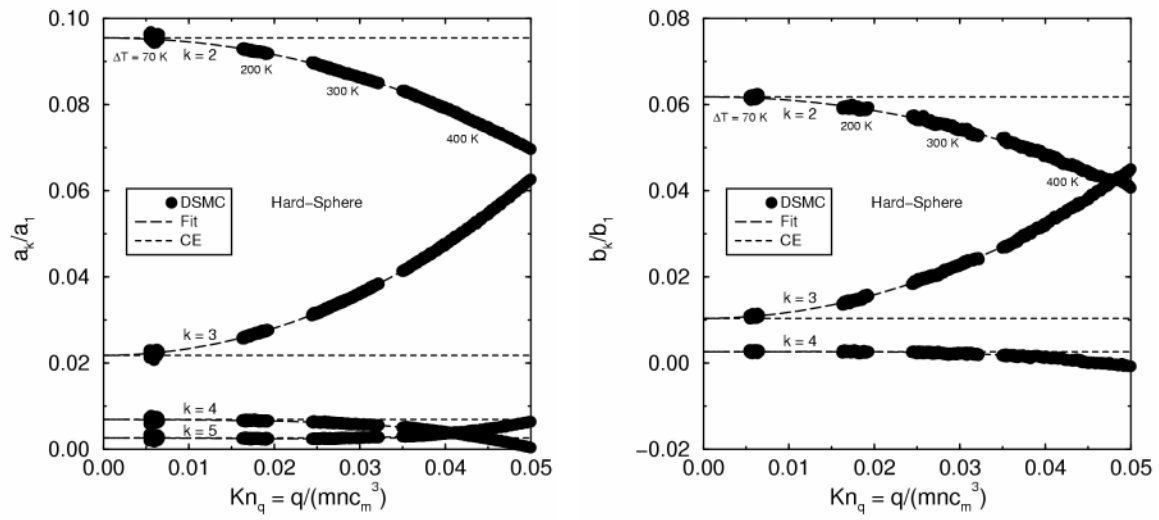 0.10
0.08
0.06
0.04
0.02
0.00
a_k/a_1
ΔT = 70 K
k = 2
200 K
300 K
400 K
DSMC
Fit
CE
Hard−Sphere
k = 3
k = 4
k = 5
0.00 0.01 0.02 0.03 0.04 0.05
Kn_q = q/(mnc_m^3)
0.08
0.06
0.04
0.02
0.00
−0.02
b_k/b_1
ΔT = 70 K
k = 2
200 K
300 K
400 K
DSMC
Fit
CE
Hard−Sphere
k = 3
k = 4
0.00 0.01 0.02 0.03 0.04 0.05
Kn_q = q/(mnc_m^3)